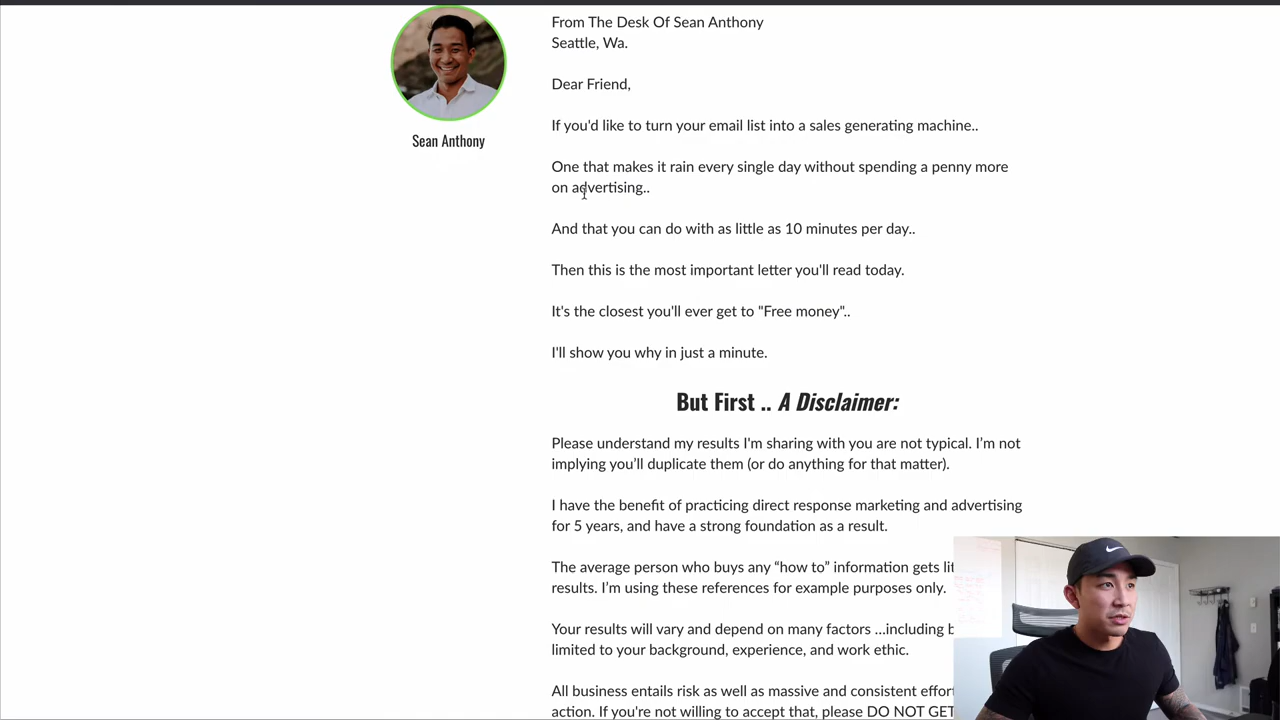 From The Desk Of Sean Anthony
Seattle, Wa.
Sean Anthony
Dear Friend,
If you'd like to turn your email list into a sales generating machine..
One that makes it rain every single day without spending a penny more
on advertising..
And that you can do with as little as 10 minutes per day..
Then this is the most important letter you'll read today.
It's the closest you'll ever get to "Free money"..
I'll show you why in just a minute.
But First .. A Disclaimer:
Please understand my results I'm sharing with you are not typical. I’m not
implying you’ll duplicate them (or do anything for that matter).
I have the benefit of practicing direct response marketing and advertising
for 5 years, and have a strong foundation as a result.
The average person who buys any “how to” information gets
results. I’m using these references for example purposes only.
Your results will vary and depend on many factors …including
limited to your background, experience, and work ethic.
All business entails risk as well as massive and consistent
action. If you're not willing to accept that, please DO NOT GET